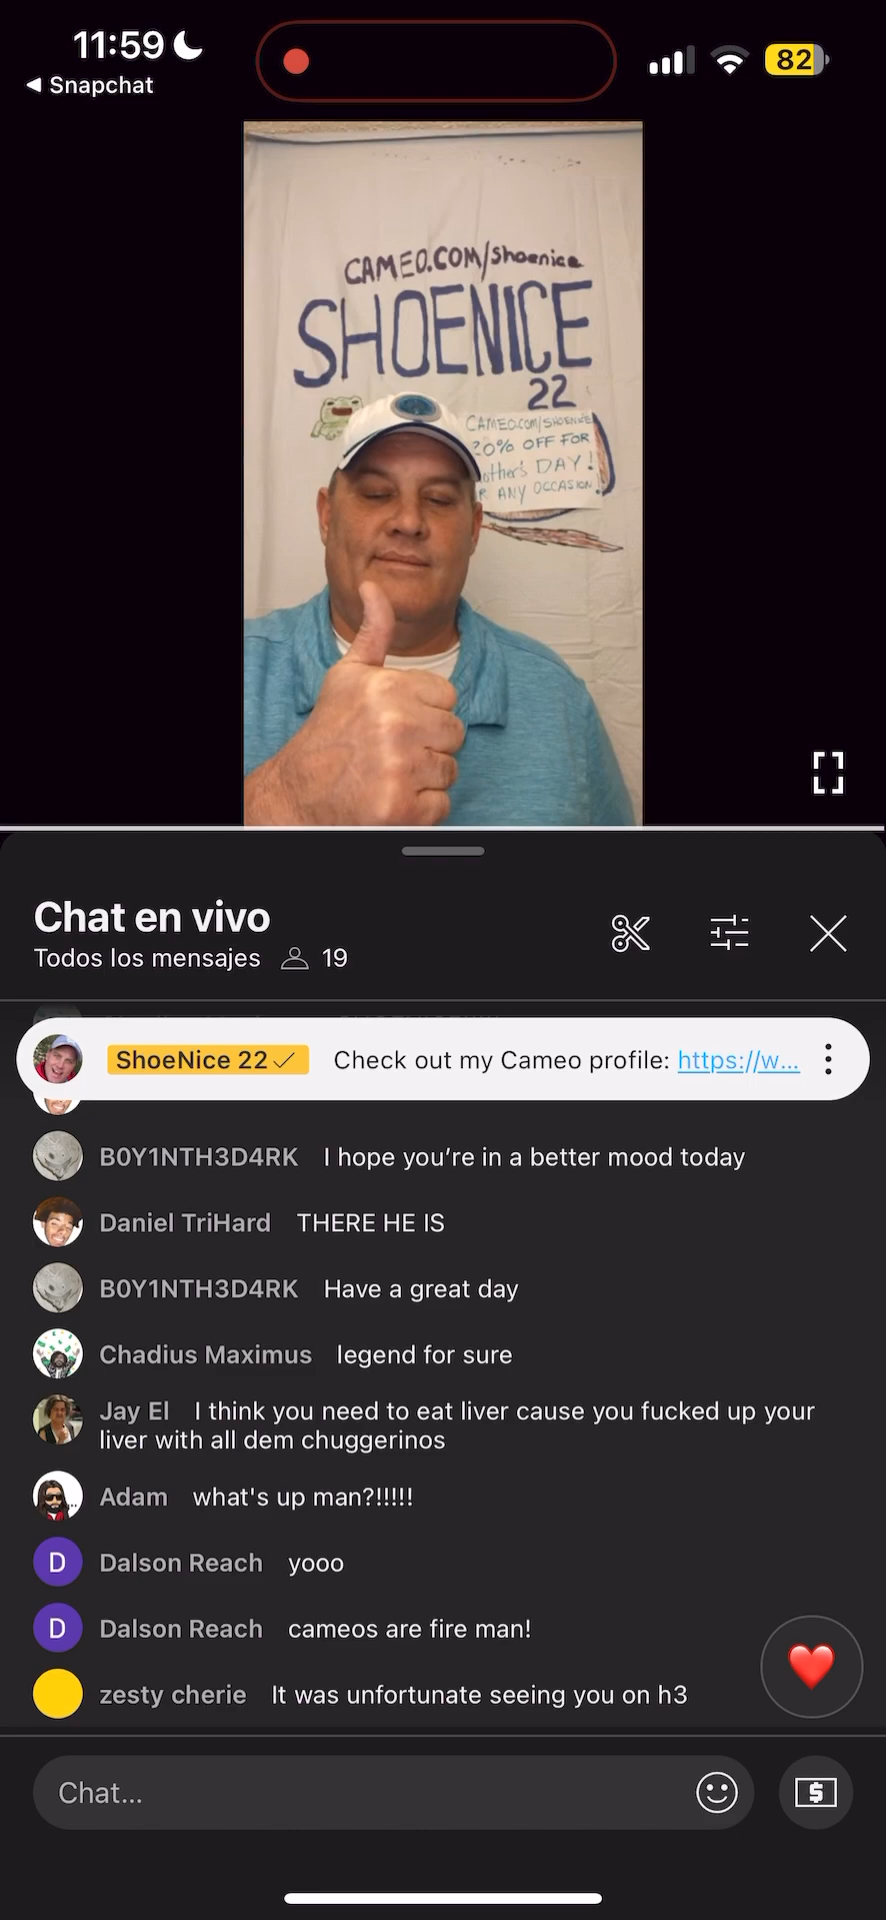 11:59
82
Snapchat
CAMEO.COM/shoenice
SHOENICE
22
CAMEO.COM/SHOENICE
20% OFF FOR
other's DAY!
R ANY OCCASION
Chat en vivo
Todos los mensajes 19
ShoeNice 22 Check out my Cameo profile: https://w...
B0Y1NTH3D4RK I hope you’re in a better mood today
Daniel TriHard THERE HE IS
B0Y1NTH3D4RK Have a great day
Chadius Maximus legend for sure
Jay El I think you need to eat liver cause you fucked up your
liver with all dem chuggerinos
Adam what's up man?!!!!!
D Dalson Reach yooo
D Dalson Reach cameos are fire man!
zesty cherie It was unfortunate seeing you on h3
Chat...
$